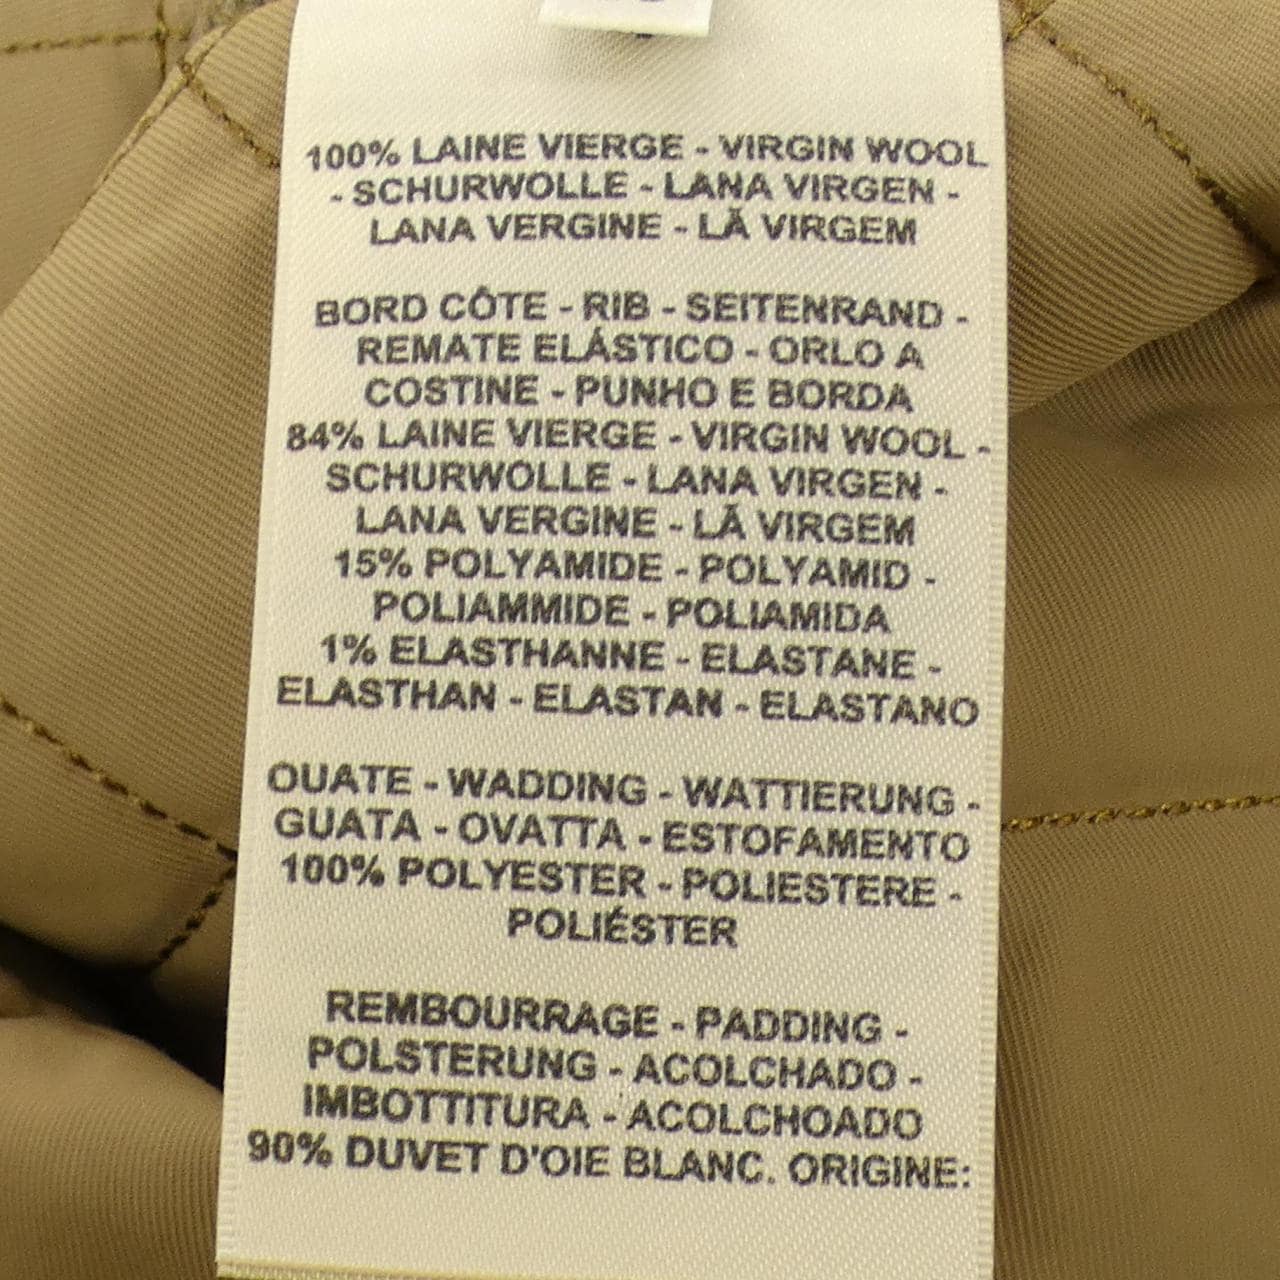 100% LAINE VIERGE - VIRGIN WOOL
- SCHURWOLLE - LANA VIRGEN -
LANA VERGINE - LĂ VIRGEM
BORD CÔTE - RIB - SEITENRAND -
REMATE ELÁSTICO - ORLO A
COSTINE - PUNHO E BORDA
84% LAINE VIERGE - VIRGIN WOOL -
SCHURWOLLE - LANA VIRGEN -
LANA VERGINE - LĂ VIRGEM
15% POLYAMIDE - POLYAMID -
POLIAMMIDE - POLIAMIDA
1% ELASTHANNE - ELASTANE -
ELASTHAN - ELASTAN - ELASTANO
OUATE - WADDING - WATTIERUNG -
GUATA - OVATTA - ESTOFAMENTO
100% POLYESTER - POLIESTERE -
POLIÉSTER
REMBOURRAGE - PADDING -
POLSTERUNG - ACOLCHADO -
IMBOTTITURA - ACOLCHOADO
90% DUVET D'OIE BLANC. ORIGINE: